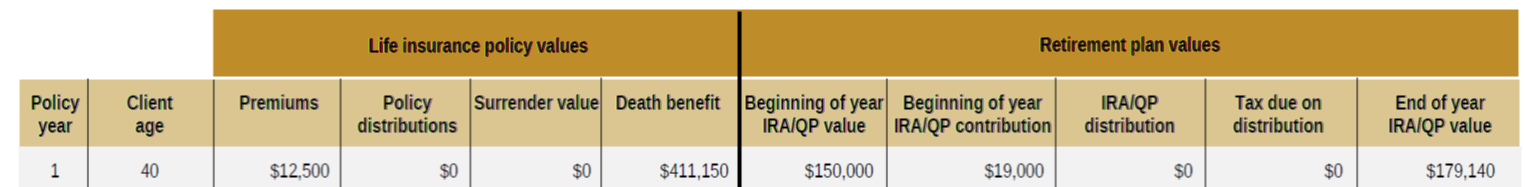 Life insurance policy values Retirement plan values
Policy year Client age Premiums Policy distributions Surrender value Death benefit Beginning of year IRA/QP value Beginning of year IRA/QP contribution IRA/QP distribution Tax due on distribution End of year IRA/QP value
1 40 $12,500 $0 $0 $411,150 $150,000 $19,000 $0 $0 $179,140